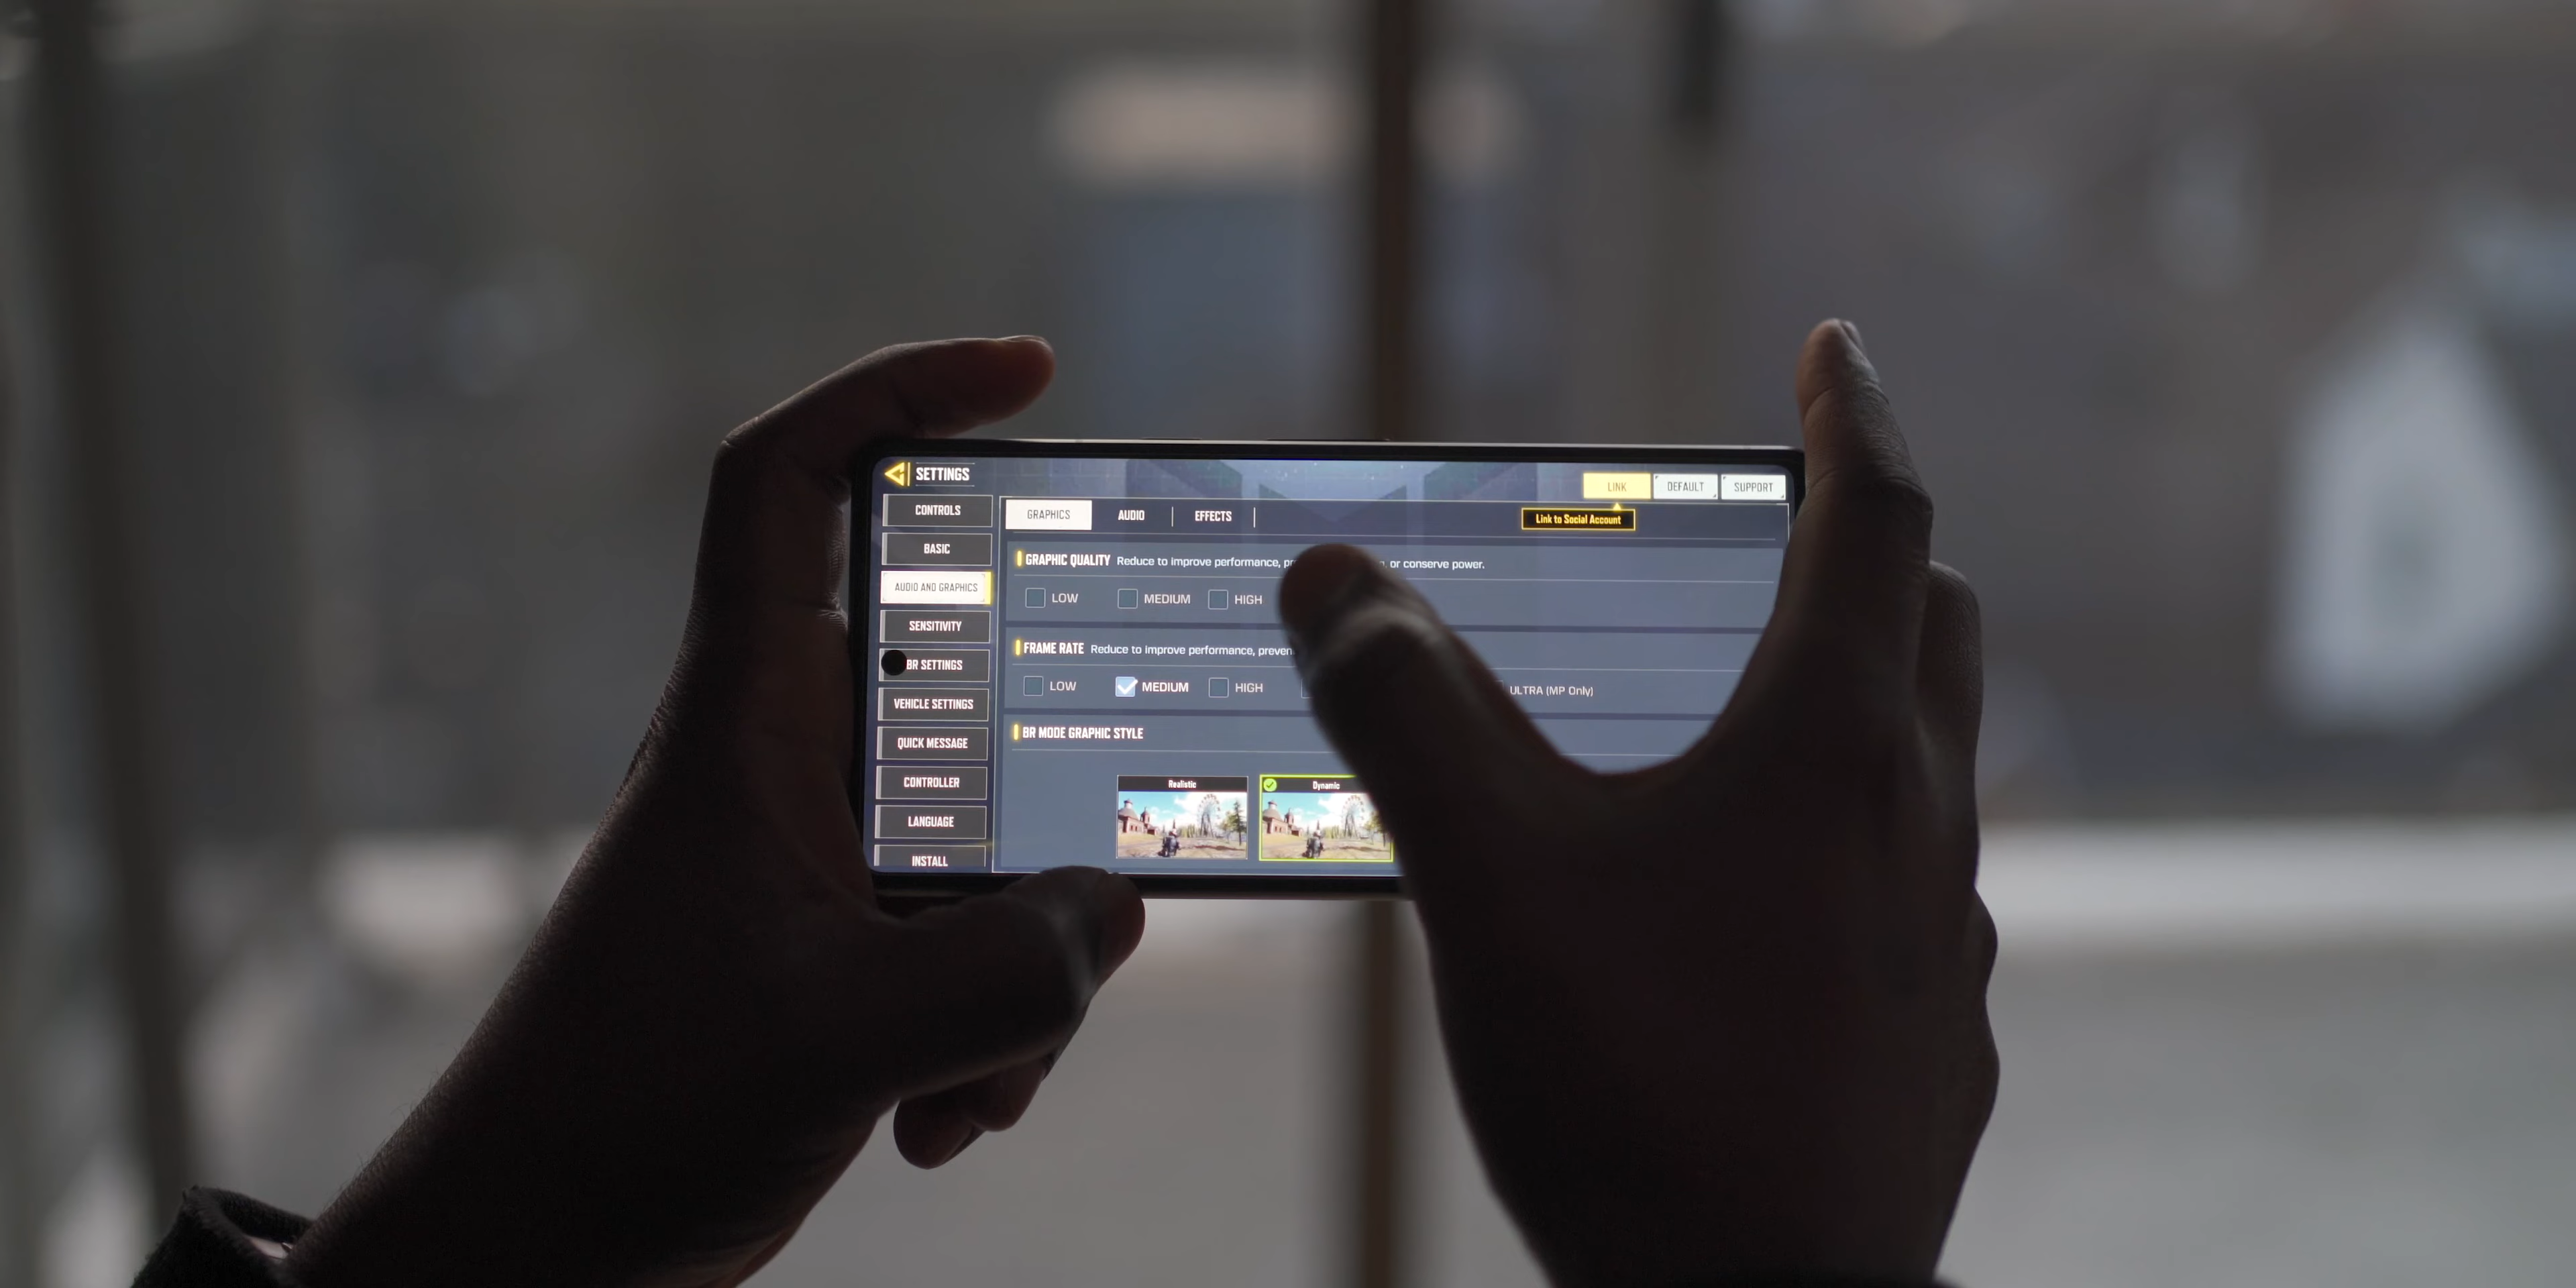 SETTINGS
LINK
DEFAULT
SUPPORT
Link to Social Account
CONTROLS
BASIC
AUDIO AND GRAPHICS
SENSITIVITY
BR SETTINGS
VEHICLE SETTINGS
QUICK MESSAGE
CONTROLLER
LANGUAGE
INSTALL
GRAPHICS
AUDIO
EFFECTS
GRAPHIC QUALITY Reduce to improve performance, or conserve power.
LOW MEDIUM HIGH
FRAME RATE Reduce to improve performance,
LOW MEDIUM HIGH ULTRA (MP Only)
BR MODE GRAPHIC STYLE
Realistic
Dynamic